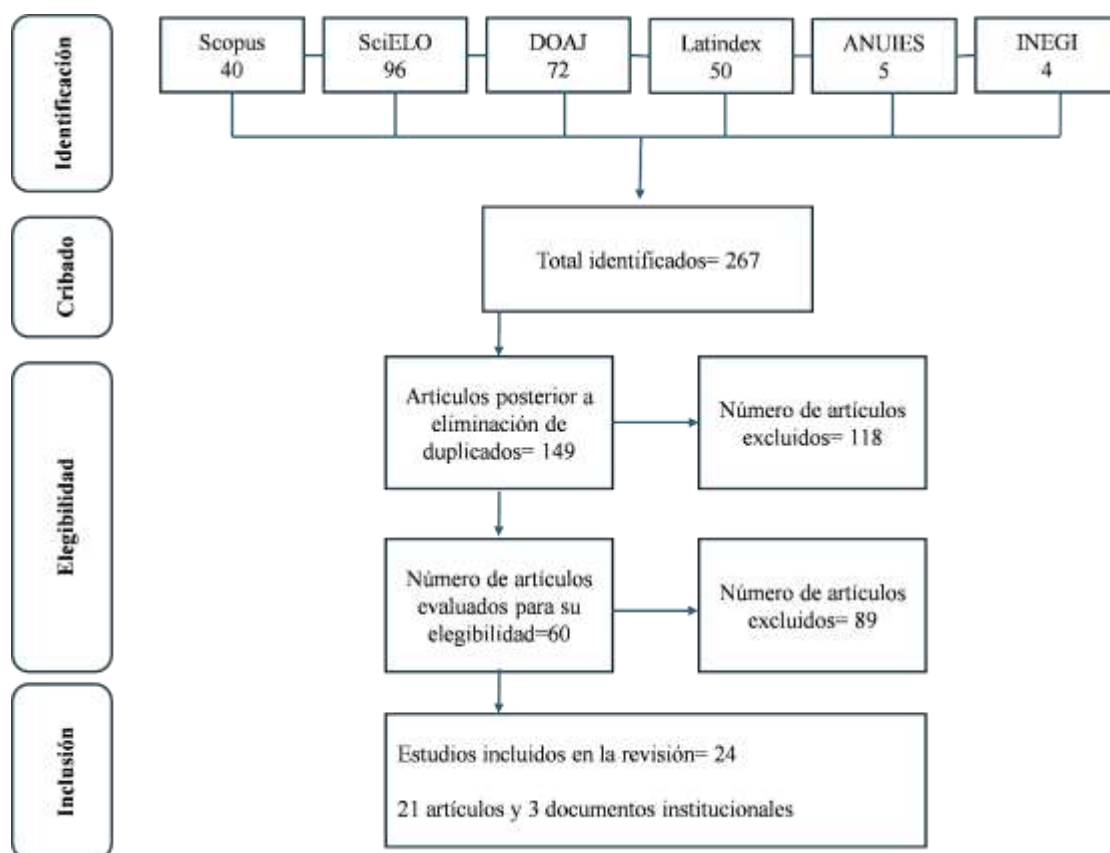 Identificación
Scopus
40
SciELO
96
DOAJ
72
Latindex
50
ANUIES
5
INEGI
4
Cribado
Total identificados= 267
Elegibilidad
Artículos posterior a
eliminación de
duplicados= 149
Número de artículos
excluidos= 118
Número de artículos
evaluados para su
elegibilidad=60
Número de artículos
excluidos= 89
Inclusión
Estudios incluidos en la revisión= 24
21 artículos y 3 documentos institucionales